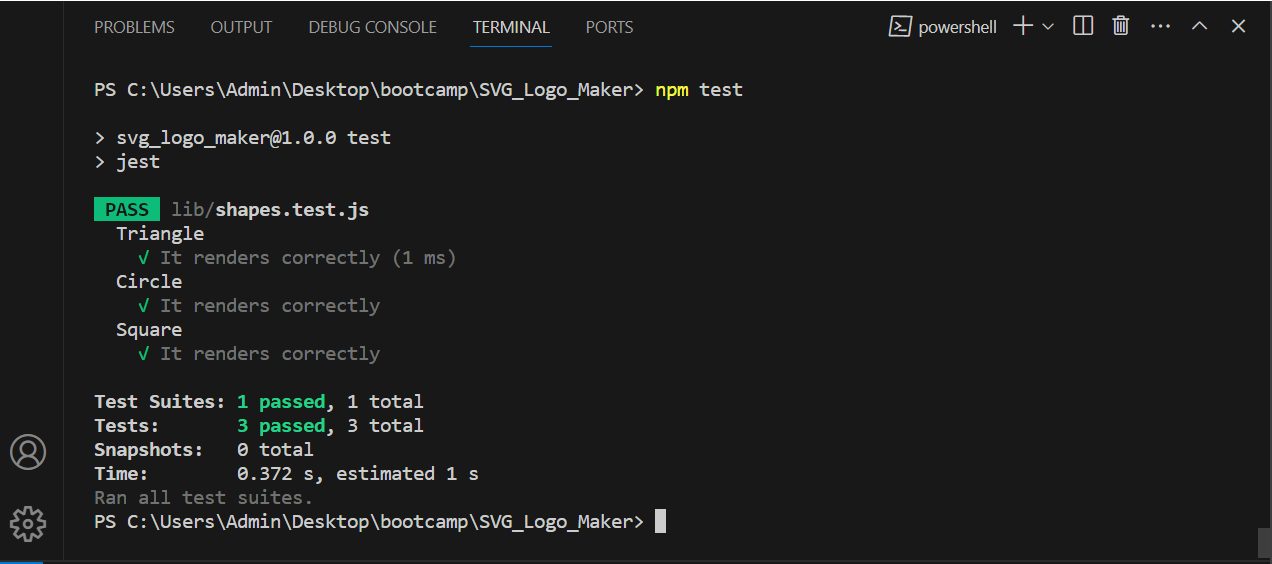 PROBLEMS OUTPUT DEBUG CONSOLE TERMINAL PORTS powershell
PS C:\Users\Admin\Desktop\bootcamp\SVG_Logo_Maker> npm test
> svg_logo_maker@1.0.0 test
> jest
PASS lib/shapes.test.js
Triangle
√ It renders correctly (1 ms)
Circle
√ It renders correctly
Square
√ It renders correctly
Test Suites: 1 passed, 1 total
Tests: 3 passed, 3 total
Snapshots: 0 total
Time: 0.372 s, estimated 1 s
Ran all test suites.
PS C:\Users\Admin\Desktop\bootcamp\SVG_Logo_Maker>